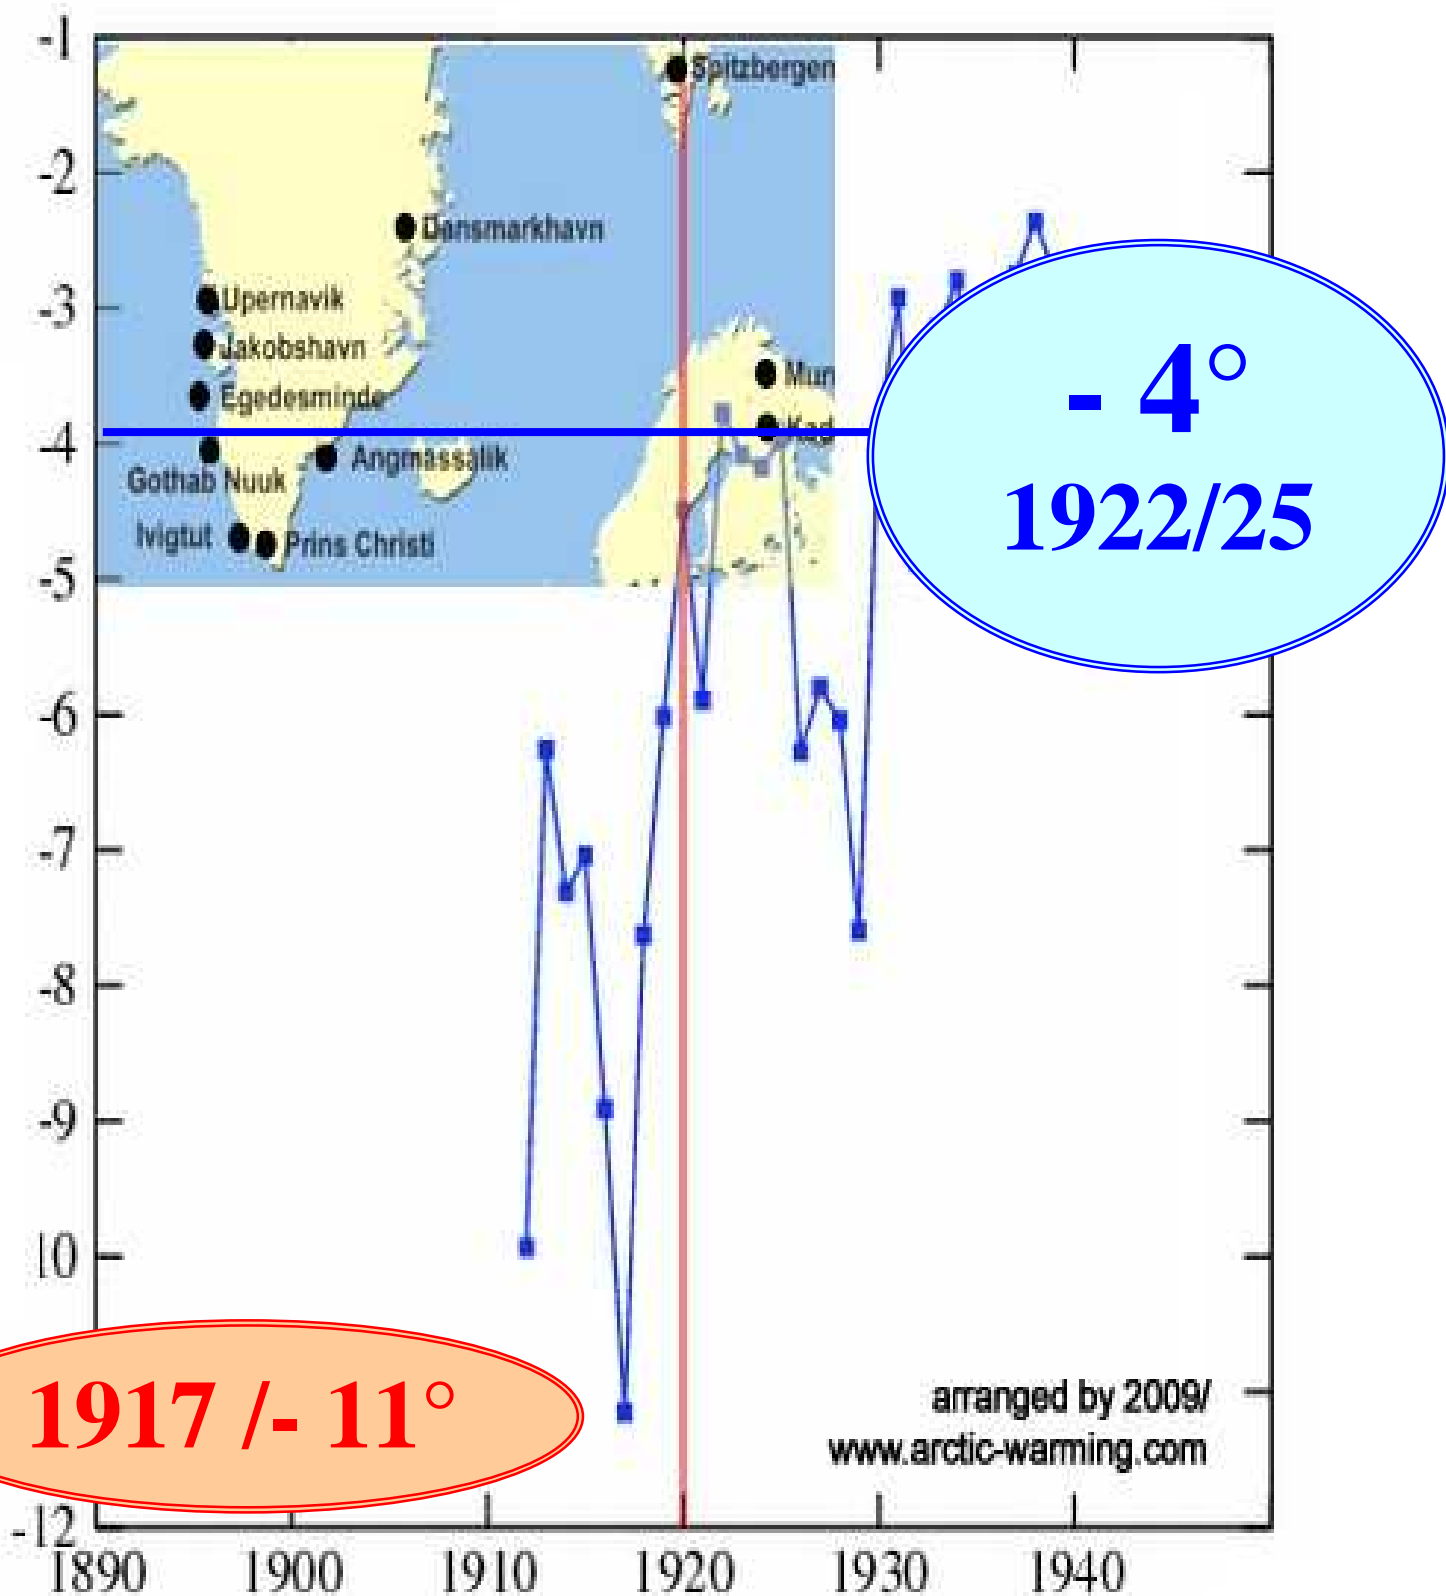 -1
Spitzbergen
-2
Dansmarkhavn
Upernavik
-3
Jakobshavn
Mun
Egedesminde
Kad
-4
Angmassalik
Gothab Nuuk
Ivigtut
Prins Christi
-5
- 4°
1922/25
-6
-7
-8
-9
10
1917 /- 11°
arranged by 2009/
www.arctic-warming.com
-12
1890 1900 1910 1920 1930 1940